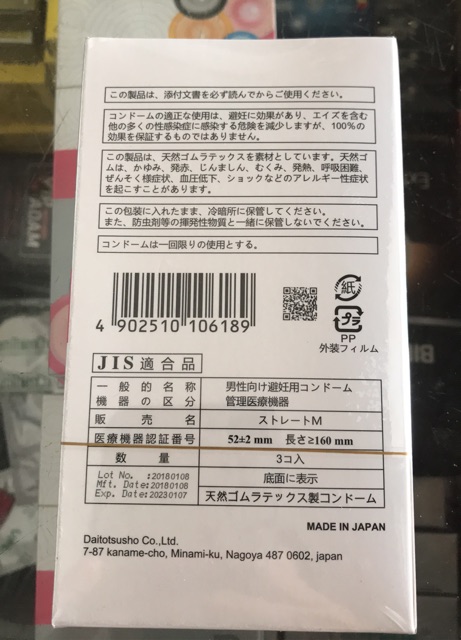 この製品は、添付文書を必ず読んでからご使用ください。
コンドームの適正な使用は、避妊に効果があり、エイズを含む
他の多くの性感染症に感染する危険を減少しますが、100％の
効果を保証するものではありません。
この製品は、天然ゴムラテックスを素材としています。天然ゴ
ムは、かゆみ、発赤、じんましん、むくみ、発熱、呼吸困難、
ぜんそく様症状、血圧低下、ショックなどのアレルギー性症状
を起こすことがあります。
この包装に入れたまま、冷暗所に保管してください。
また、防虫剤等の揮発性物質と一緒に保管しないでください。
コンドームは一回限りの使用とする。
4 902510 106189
紙
プラ
PP
外装フィルム
JIS適合品
一般的名称 男性向け避妊用コンドーム
機器の区分 管理医療機器
販売名 ストレートM
医療機器認証番号 52±2 mm 長さ≥160 mm
数量 3コ入
Lot No. :20180108
Mft. Date:20180108
Exp. Date:20230107
底面に表示
天然ゴムラテックス製コンドーム
MADE IN JAPAN
Daitotsusho Co.,Ltd.
7-87 kaname-cho, Minami-ku, Nagoya 487 0602, japan
ADAM